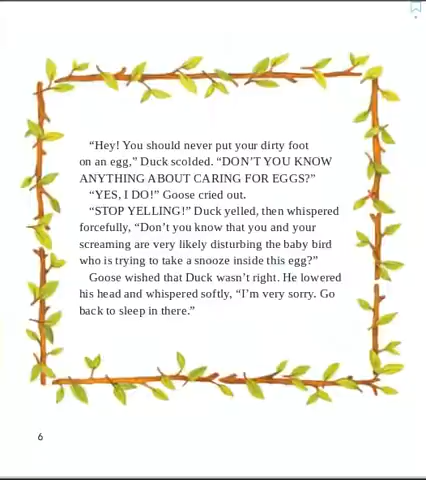 “Hey! You should never put your dirty foot
on an egg,” Duck scolded. “DON’T YOU KNOW
ANYTHING ABOUT CARING FOR EGGS?”
“YES, I DO!” Goose cried out.
“STOP YELLING!” Duck yelled, then whispered
forcefully, “Don’t you know that you and your
screaming are very likely disturbing the baby bird
who is trying to take a snooze inside this egg?”
Goose wished that Duck wasn’t right. He lowered
his head and whispered softly, “I’m very sorry. Go
back to sleep in there.”
6